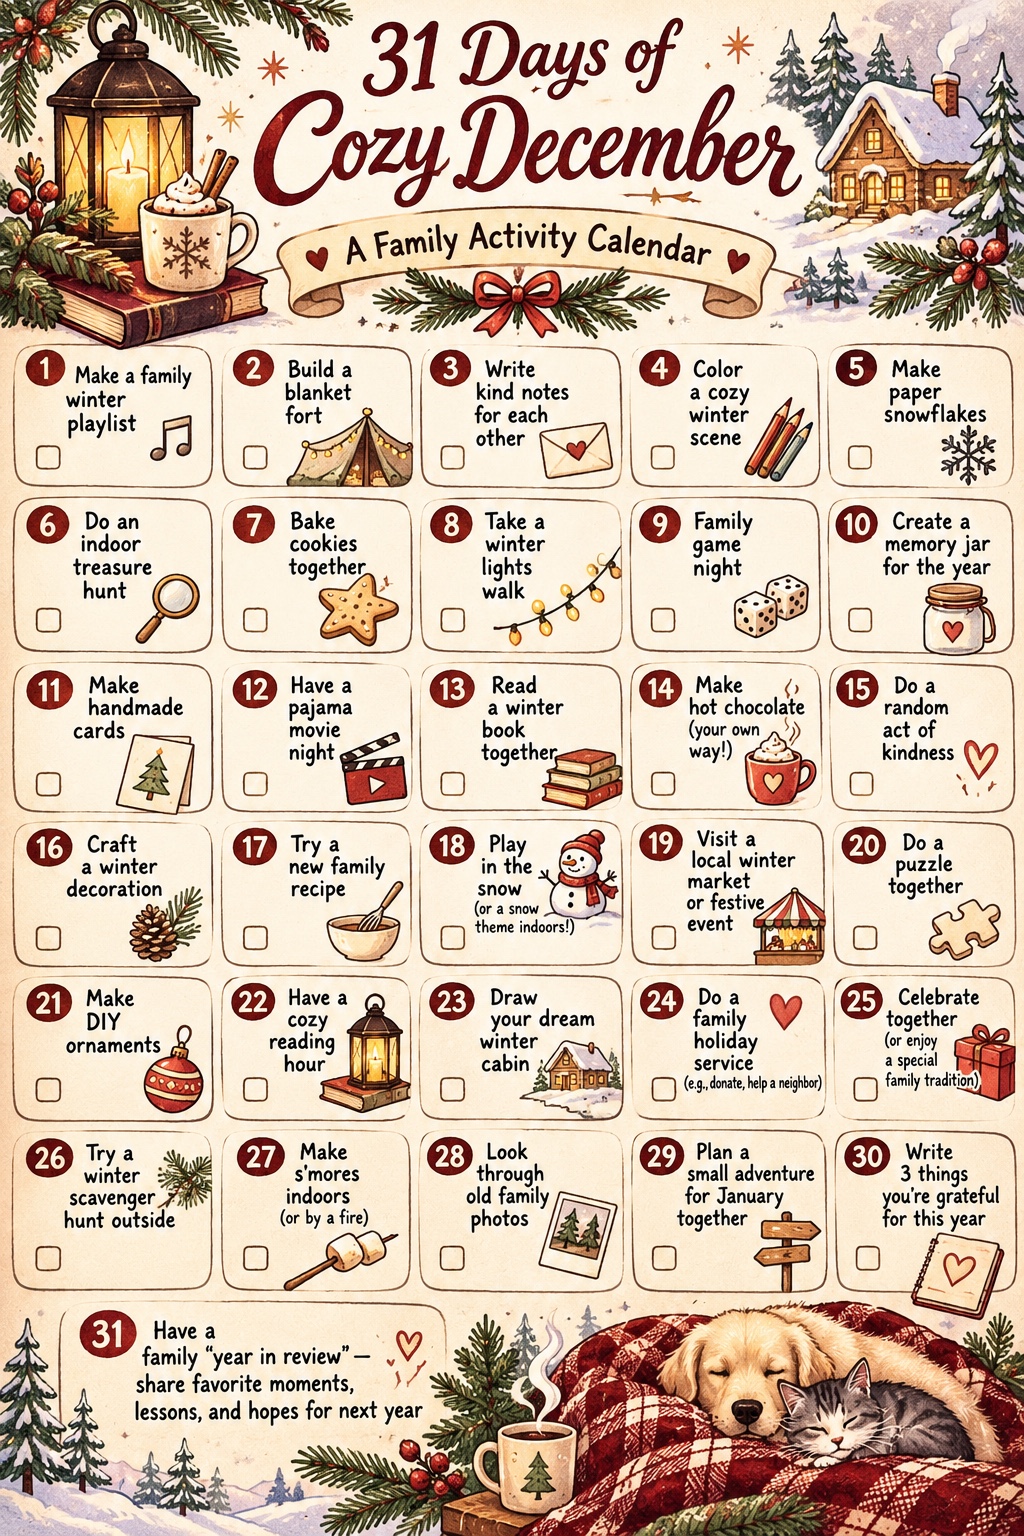 31 Days of
Cozy December
A Family Activity Calendar
1
Make a family
winter
playlist
2
Build a
blanket
fort
3
Write
kind notes
for each
other
4
Color
a cozy
winter
scene
5
Make
paper
snowflakes
6
Do an
indoor
treasure
hunt
7
Bake
cookies
together
8
Take a
winter
lights
walk
9
Family
game
night
10
Create a
memory jar
for the year
11
Make
handmade
cards
12
Have a
pajama
movie
night
13
Read
a winter
book
together
14
Make
hot chocolate
(your own
way!)
15
Do a
random
act of
kindness
16
Craft
a winter
decoration
17
Try a
new family
recipe
18
Play
in the
snow
(or a snow
theme indoors!)
19
Visit a
local winter
market
or festive
event
20
Do a
puzzle
together
21
Make
DIY
ornaments
22
Have a
cozy
reading
hour
23
Draw
your dream
winter
cabin
24
Do a
family
holiday
service
(e.g., donate, help a neighbor)
25
Celebrate
together
(or enjoy
a special
family tradition)
26
Try a
winter
scavenger
hunt outside
27
Make
s'mores
indoors
(or by a fire)
28
Look
through
old family
photos
29
Plan a
small adventure
for January
together
30
Write
3 things
you're grateful
for this year
31
Have a
family “year in review” —
share favorite moments,
lessons, and hopes for next year